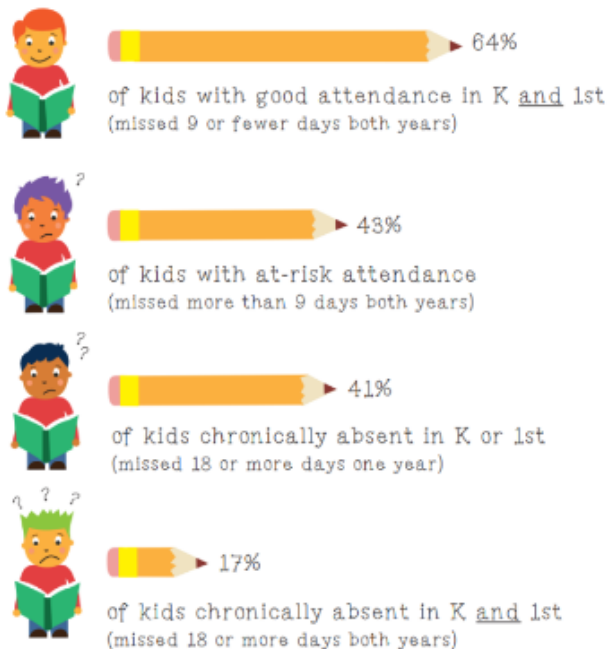 64%
of kids with good attendance in K and 1st
(missed 9 or fewer days both years)
?
43%
of kids with at-risk attendance
(missed more than 9 days both years)
?
?
41%
of kids chronically absent in K or 1st
(missed 18 or more days one year)
? ? ?
17%
of kids chronically absent in K and 1st
(missed 18 or more days both years)